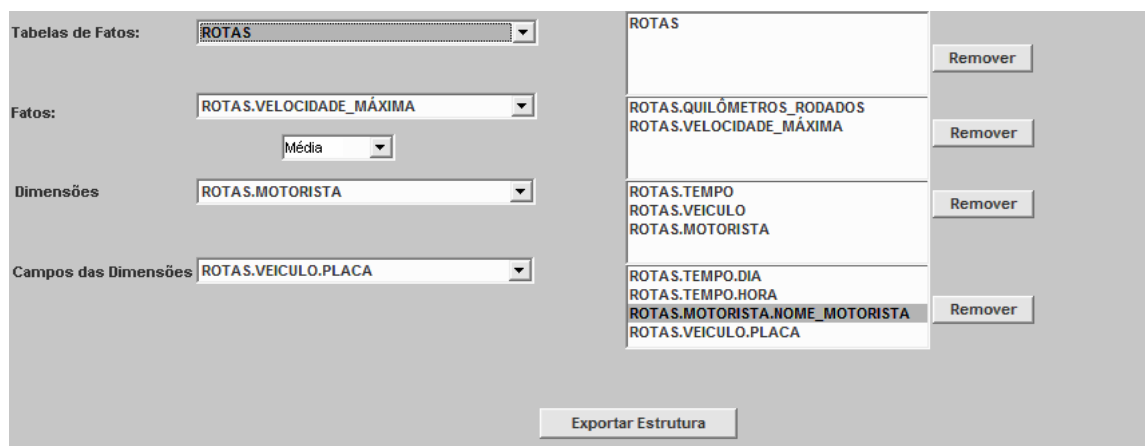 Tabelas de Fatos:
ROTAS
ROTAS
Remover
Fatos:
ROTAS.VELOCIDADE_MÁXIMA
Média
ROTAS.QUILÔMETROS_RODADOS
ROTAS.VELOCIDADE_MÁXIMA
Remover
Dimensões
ROTAS.MOTORISTA
ROTAS.TEMPO
ROTAS.VEICULO
ROTAS.MOTORISTA
Remover
Campos das Dimensões
ROTAS.VEICULO.PLACA
ROTAS.TEMPO.DIA
ROTAS.TEMPO.HORA
ROTAS.MOTORISTA.NOME_MOTORISTA
ROTAS.VEICULO.PLACA
Remover
Exportar Estrutura